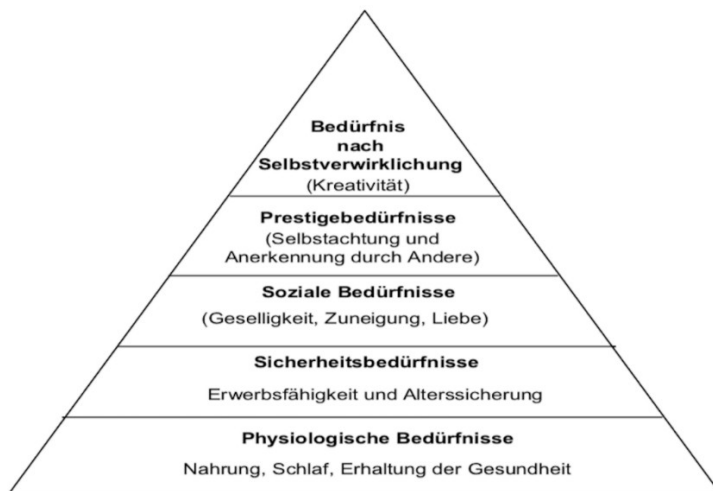 Bedürfnis
nach
Selbstverwirklichung
(Kreativität)
Prestigebedürfnisse
(Selbstachtung und
Anerkennung durch Andere)
Soziale Bedürfnisse
(Geselligkeit, Zuneigung, Liebe)
Sicherheitsbedürfnisse
Erwerbsfähigkeit und Alterssicherung
Physiologische Bedürfnisse
Nahrung, Schlaf, Erhaltung der Gesundheit